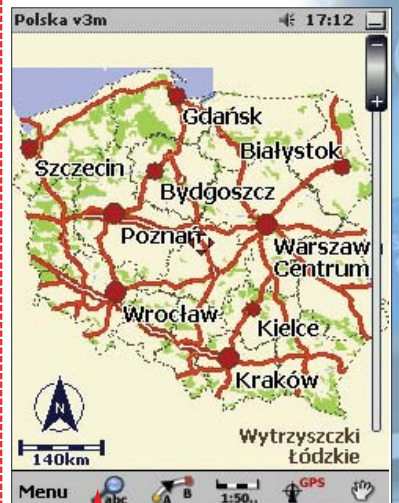 Polska v3m 17:12
Gdańsk
Białystok
Szczecin
Bydgoszcz
Poznań
Warszaw
Centrum
Wrocław
Kielce
Kraków
N
Wytrzyszczki
Łódzkie
140km
Menu abc A B 1:50.. GPS